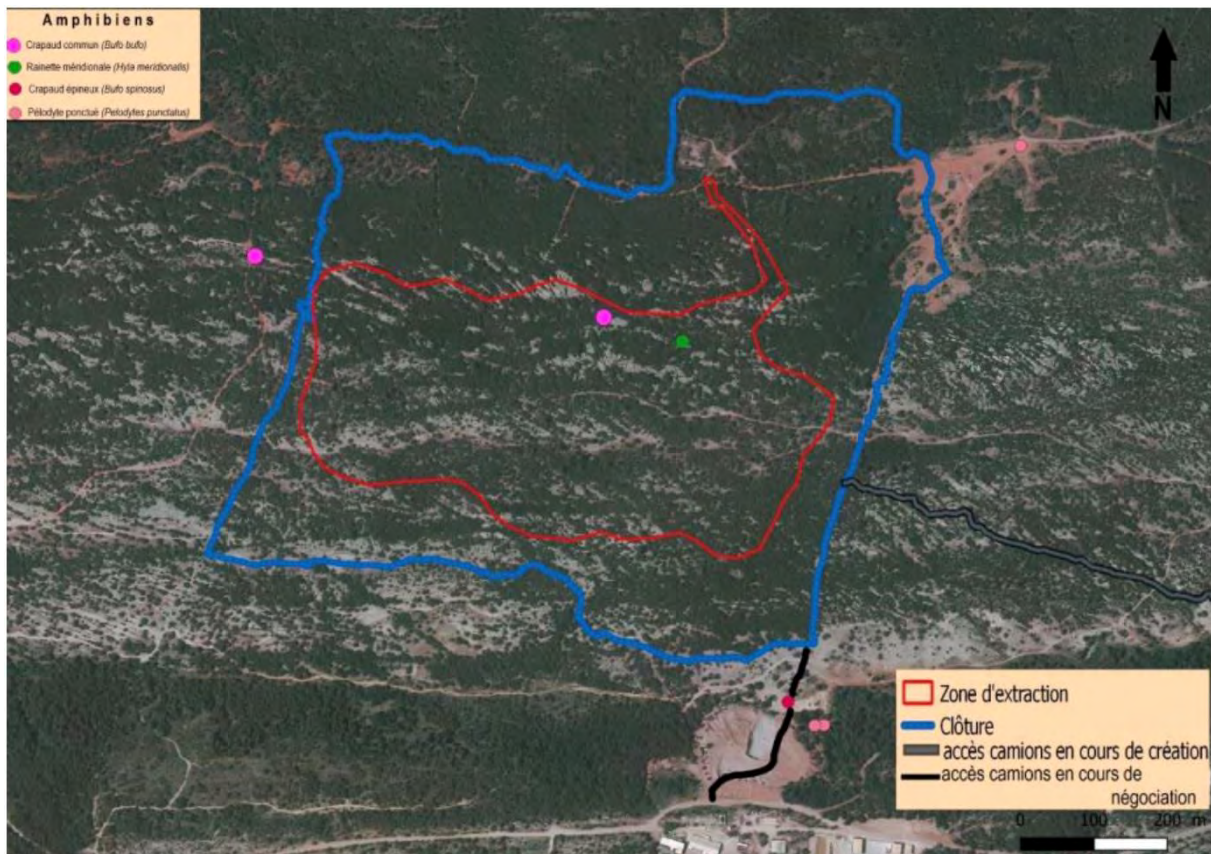 Amphibiens
Crapaud commun (Bufo bufo)
Rainette méridionale (Hyla meridionalis)
Crapaud épineux (Bufo spinosus)
Pélodyte ponctué (Pelodytes punctatus)
N
Zone d'extraction
Clôture
accès camions en cours de création
accès camions en cours de
négociation
0 100 200 m